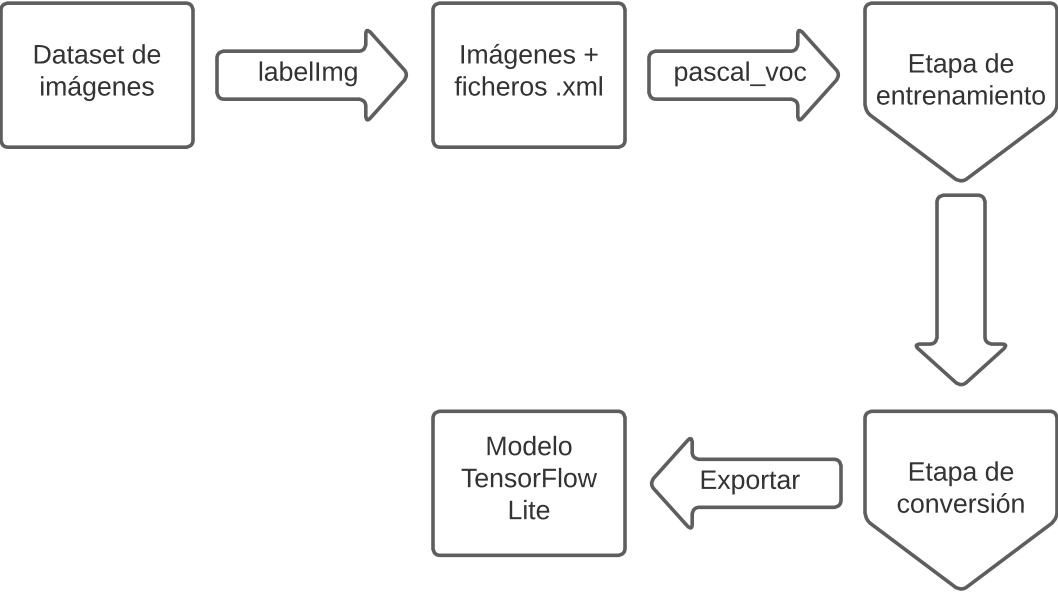 Dataset de
imágenes
labelImg
Imágenes +
ficheros .xml
pascal_voc
Etapa de
entrenamiento
Etapa de
conversión
Exportar
Modelo
TensorFlow
Lite